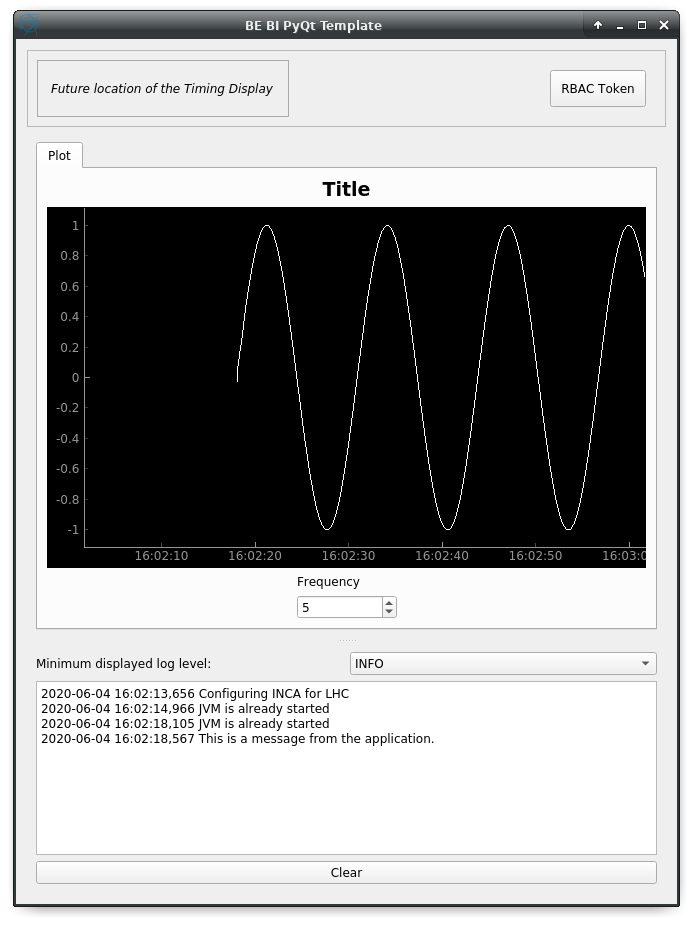 BE BI PyQt Template
Future location of the Timing Display
RBAC Token
Plot
Title
1
0.8
0.6
0.4
0.2
0
-0.2
-0.4
-0.6
-0.8
-1
16:02:10 16:02:20 16:02:30 16:02:40 16:02:50 16:03:0
Frequency
5
Minimum displayed log level: INFO
2020-06-04 16:02:13,656 Configuring INCA for LHC
2020-06-04 16:02:14,966 JVM is already started
2020-06-04 16:02:18,105 JVM is already started
2020-06-04 16:02:18,567 This is a message from the application.
Clear